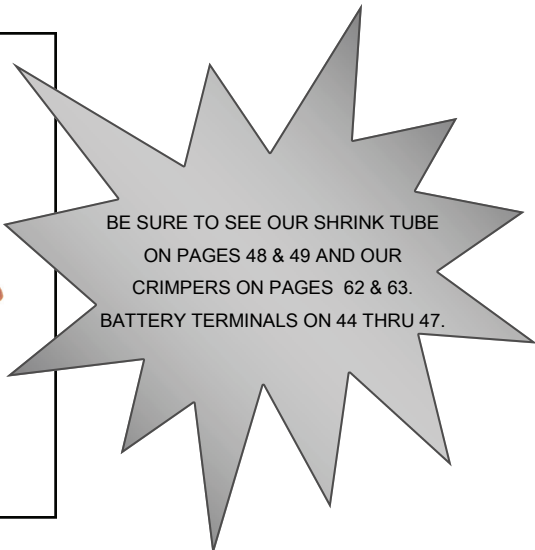 BE SURE TO SEE OUR SHRINK TUBE
ON PAGES 48 & 49 AND OUR
CRIMPERS ON PAGES 62 & 63.
BATTERY TERMINALS ON 44 THRU 47.